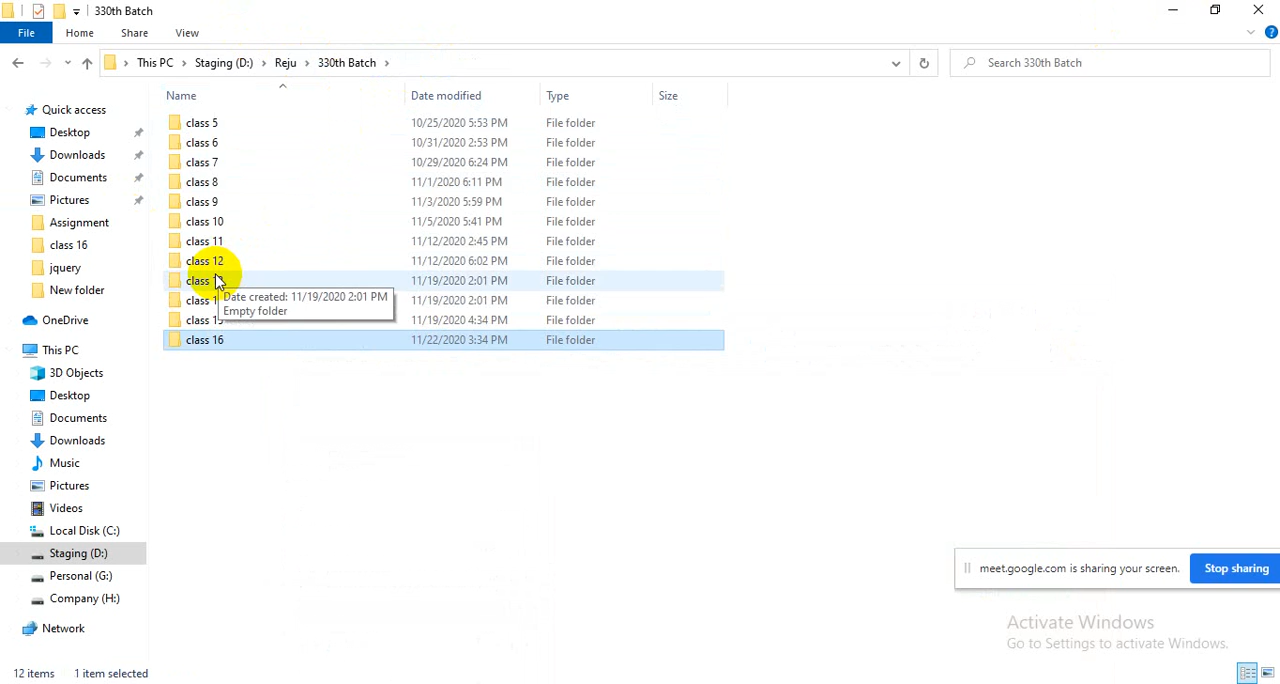 330th Batch
File Home Share View
This PC Staging (D:) Reju 330th Batch
Search 330th Batch
Name Date modified Type Size
Quick access
Desktop
Downloads
Documents
Pictures
Assignment
class 16
jquery
New folder
OneDrive
This PC
3D Objects
Desktop
Documents
Downloads
Music
Pictures
Videos
Local Disk (C:)
Staging (D:)
Personal (G:)
Company (H:)
Network
class 5 10/25/2020 5:53 PM File folder
class 6 10/31/2020 2:53 PM File folder
class 7 10/29/2020 6:24 PM File folder
class 8 11/1/2020 6:11 PM File folder
class 9 11/3/2020 5:59 PM File folder
class 10 11/5/2020 5:41 PM File folder
class 11 11/12/2020 2:45 PM File folder
class 12 11/12/2020 6:02 PM File folder
class 11/19/2020 2:01 PM File folder
Date created: 11/19/2020 2:01 PM
Empty folder
class 11/19/2020 2:01 PM File folder
class 15 11/19/2020 4:34 PM File folder
class 16 11/22/2020 3:34 PM File folder
meet.google.com is sharing your screen. Stop sharing
Activate Windows
Go to Settings to activate Windows.
12 items 1 item selected